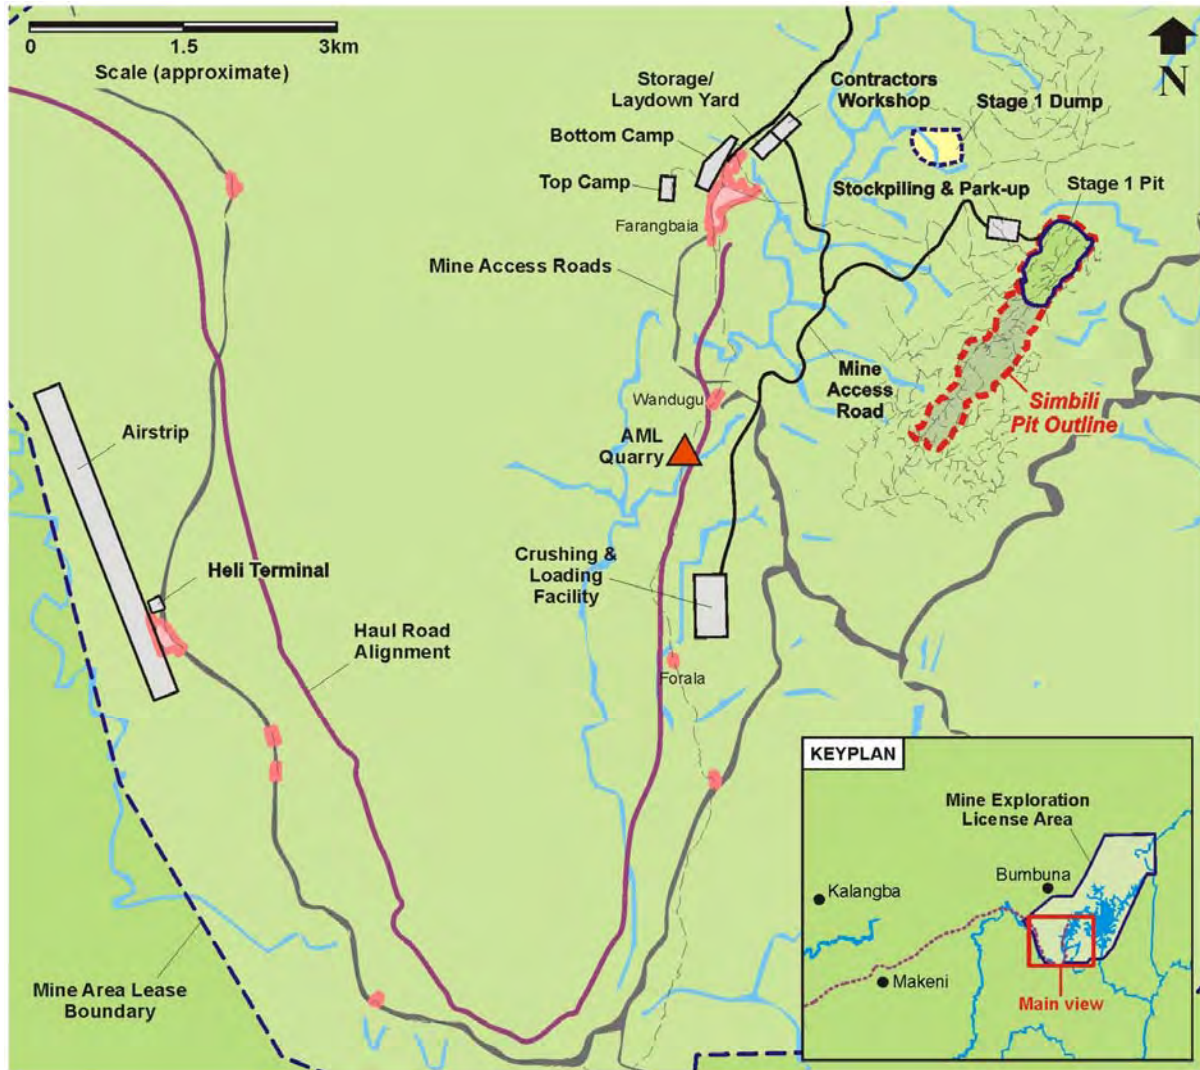 0 1.5 3km
Scale (approximate)
N
Storage/
Laydown Yard
Contractors
Workshop
Stage 1 Dump
Bottom Camp
Top Camp
Stockpiling & Park-up
Stage 1 Pit
Farangbaia
Mine Access Roads
Mine
Access
Road
Simbili
Pit Outline
Wandugu
AML
Quarry
Airstrip
Heli Terminal
Crushing &
Loading
Facility
Haul Road
Alignment
Forala
Mine Area Lease
Boundary
KEYPLAN
Mine Exploration
License Area
Bumbuna
Kalangba
Makeni
Main view